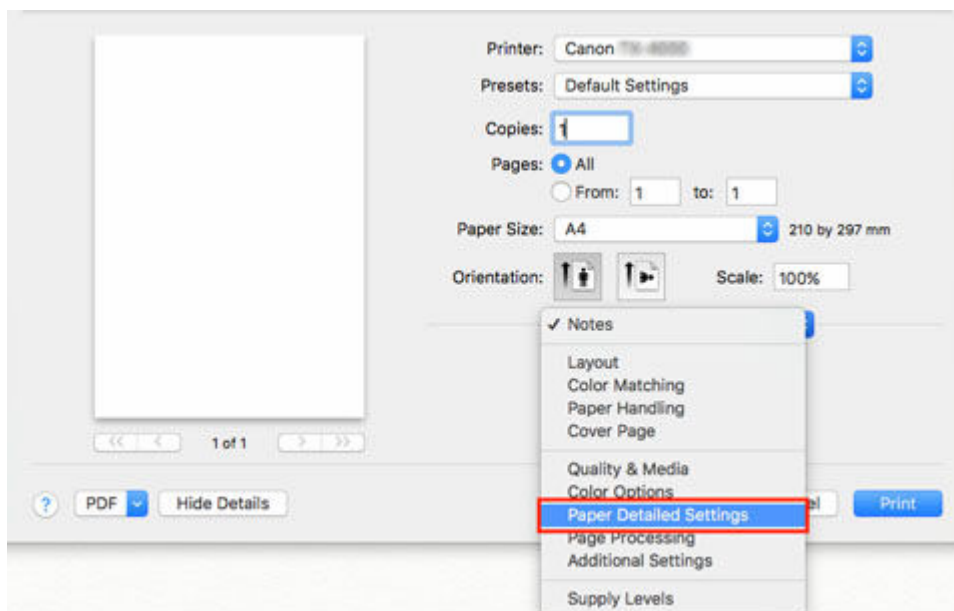 Printer: Canon
Presets: Default Settings
Copies: 1
Pages: All
From: 1 to: 1
Paper Size: A4 210 by 297 mm
Orientation: Scale: 100%
✓ Notes
Layout
Color Matching
Paper Handling
Cover Page
<< < 1 of 1 > >>
Quality & Media
Color Options
? PDF Hide Details Print
Paper Detailed Settings
Page Processing
Additional Settings
Supply Levels